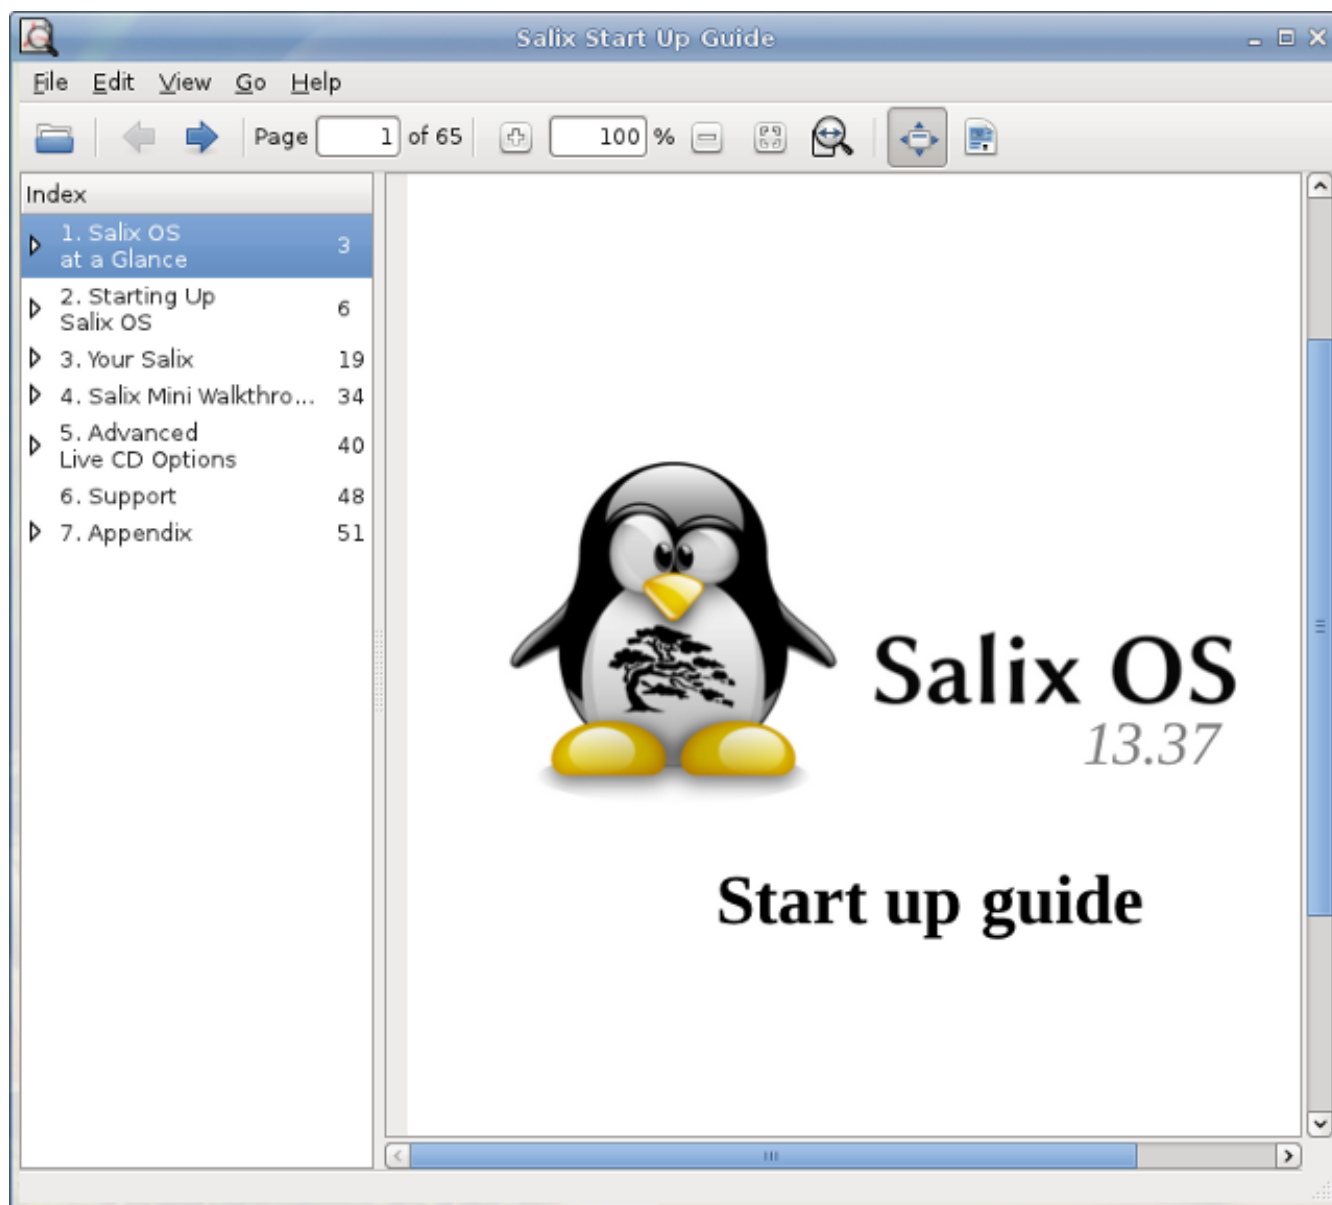 Salix Start Up Guide
File Edit View Go Help
Page 1 of 65 100 %
Index
1. Salix OS
at a Glance 3
2. Starting Up
Salix OS 6
3. Your Salix 19
4. Salix Mini Walkthro... 34
5. Advanced
Live CD Options 40
6. Support 48
7. Appendix 51
Salix OS
13.37
Start up guide